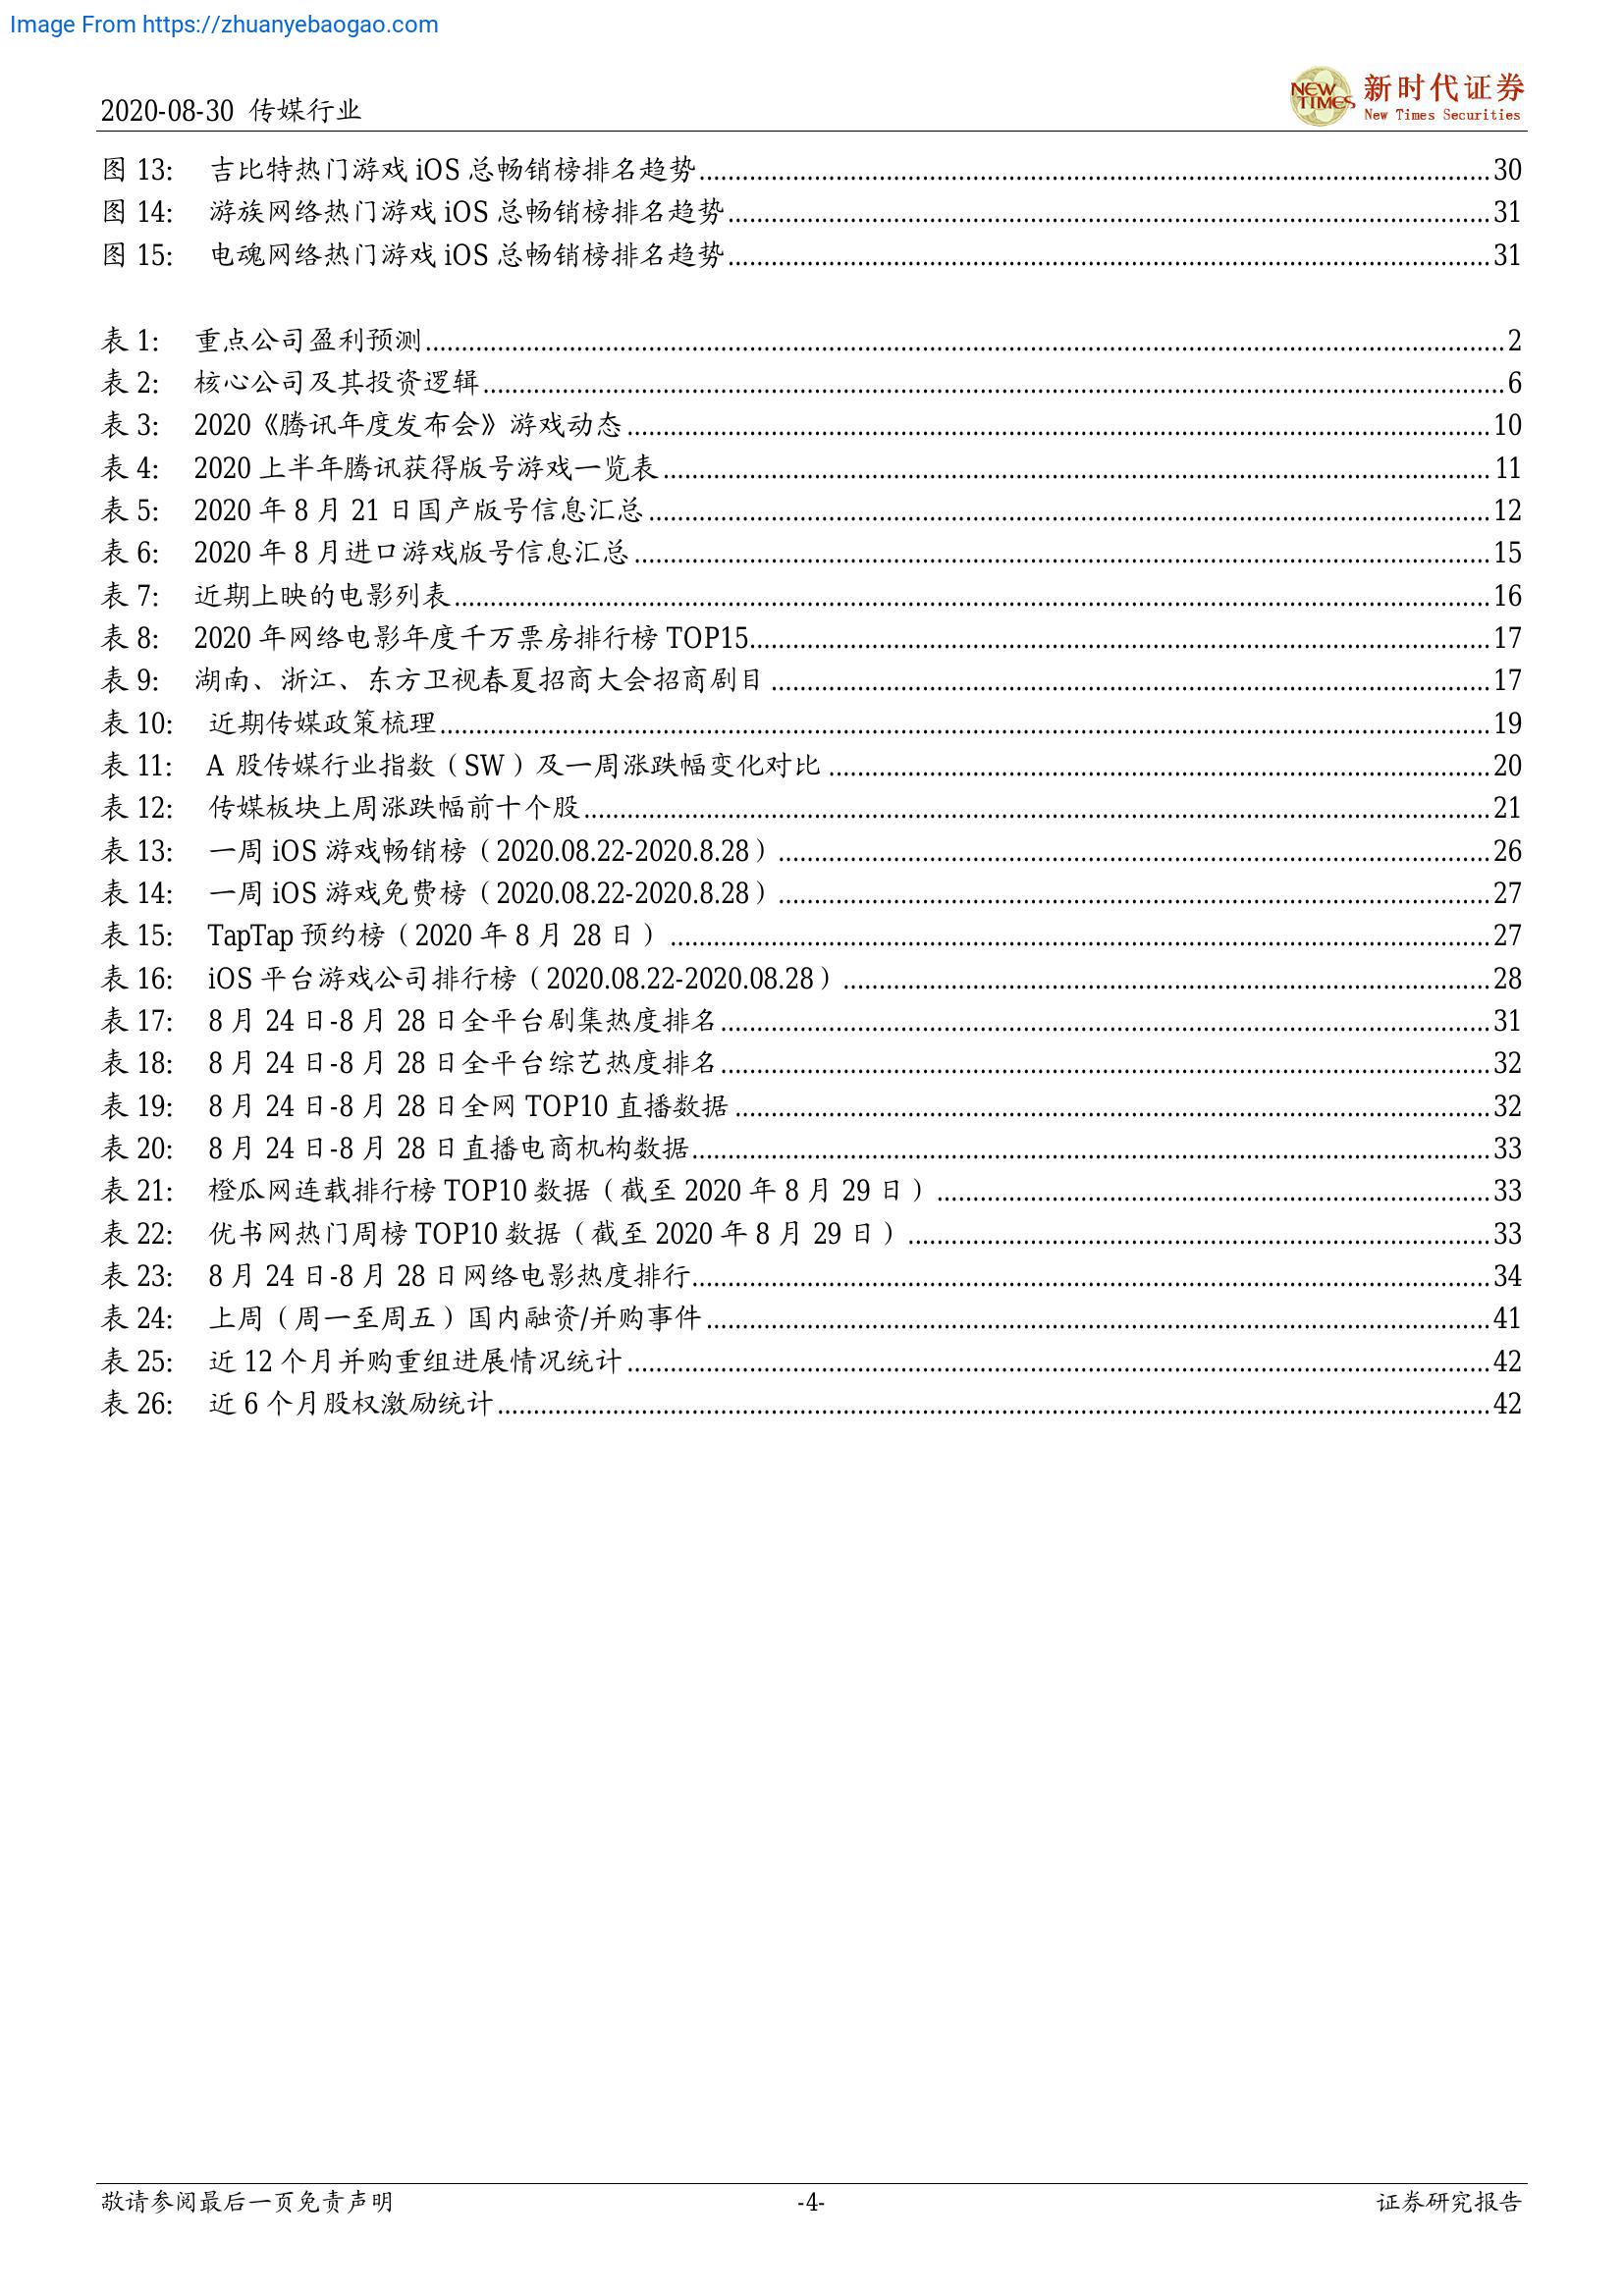 Image From https://zhuanyebaogao.com
2020-08-30 传媒行业
NEW TIMES 新时代证券
New Times Securities
图 13: 吉比特热门游戏 iOS 总畅销榜排名趋势 30
图 14: 游族网络热门游戏 iOS 总畅销榜排名趋势 31
图 15: 电魂网络热门游戏 iOS 总畅销榜排名趋势 31
表 1: 重点公司盈利预测 2
表 2: 核心公司及其投资逻辑 6
表 3: 2020《腾讯年度发布会》游戏动态 10
表 4: 2020 上半年腾讯获得版号游戏一览表 11
表 5: 2020 年 8 月 21 日国产版号信息汇总 12
表 6: 2020 年 8 月进口游戏版号信息汇总 15
表 7: 近期上映的电影列表 16
表 8: 2020 年网络电影年度千万票房排行榜 TOP15 17
表 9: 湖南、浙江、东方卫视春夏招商大会招商剧目 17
表 10: 近期传媒政策梳理 19
表 11: A 股传媒行业指数（SW）及一周涨跌幅变化对比 20
表 12: 传媒板块上周涨跌幅前十个股 21
表 13: 一周 iOS 游戏畅销榜（2020.08.22-2020.8.28） 26
表 14: 一周 iOS 游戏免费榜（2020.08.22-2020.8.28） 27
表 15: TapTap 预约榜（2020 年 8 月 28 日） 27
表 16: iOS 平台游戏公司排行榜（2020.08.22-2020.08.28） 28
表 17: 8 月 24 日-8 月 28 日全平台剧集热度排名 31
表 18: 8 月 24 日-8 月 28 日全平台综艺热度排名 32
表 19: 8 月 24 日-8 月 28 日全网 TOP10 直播数据 32
表 20: 8 月 24 日-8 月 28 日直播电商机构数据 33
表 21: 橙瓜网连载排行榜 TOP10 数据（截至 2020 年 8 月 29 日） 33
表 22: 优书网热门周榜 TOP10 数据（截至 2020 年 8 月 29 日） 33
表 23: 8 月 24 日-8 月 28 日网络电影热度排行 34
表 24: 上周（周一至周五）国内融资/并购事件 41
表 25: 近 12 个月并购重组进展情况统计 42
表 26: 近 6 个月股权激励统计 42
敬请参阅最后一页免责声明 -4- 证券研究报告